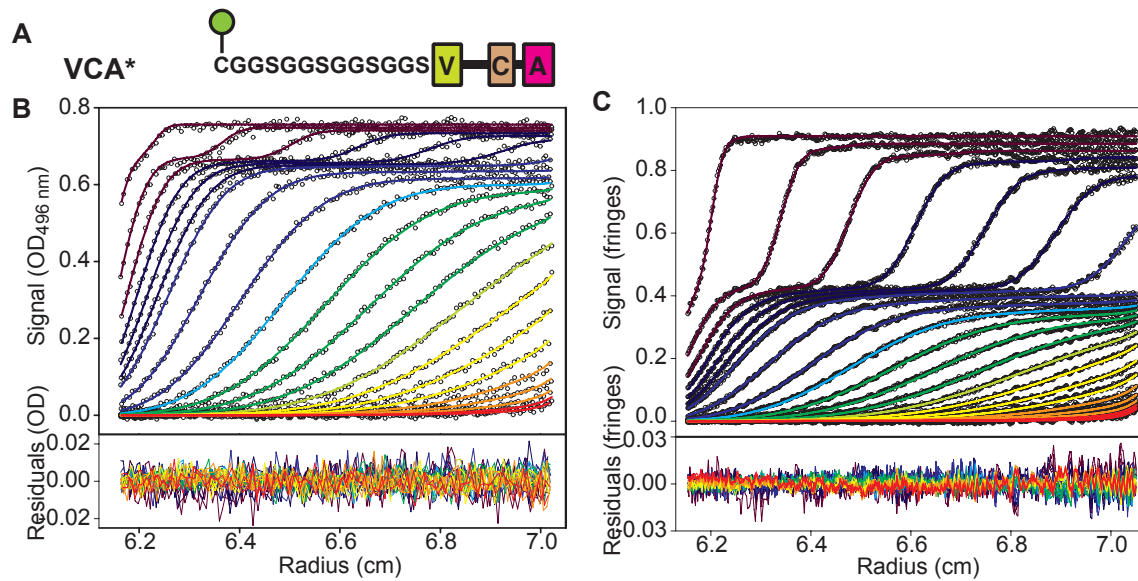 A
VCA*
CGGSGGSGGSGGS V C A
B
Signal (OD496 nm)
0.8
0.6
0.4
0.2
0.0
Residuals (OD)
0.02
0.00
0.02
6.2 6.4 6.6 6.8 7.0
Radius (cm)
C
Signal (fringes)
1.0
0.8
0.6
0.4
0.2
0.0
Residuals (fringes)
0.03
0.00
0.03
6.2 6.4 6.6 6.8 7.0
Radius (cm)